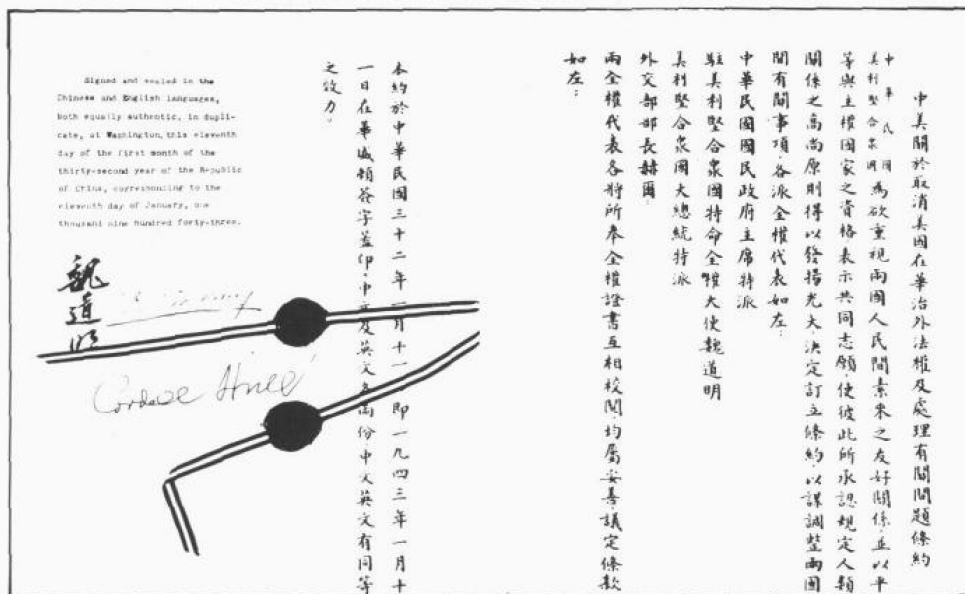 中美關於取消美國在華治外法權及處理有關問題條約
中華民國
美利堅合眾國為欲重視兩國人民間素來之友好關係，並以平
等與主權國家之資格，表示共同志願，使彼此所承認規定人類
關係之高尚原則得以發揚光大，決定訂立條約，以謀調整兩國
間有關事項，各派全權代表如左：
中華民國國民政府主席特派
駐美利堅合眾國特命全權大使魏道明
美利堅合眾國大總統特派
外交部部長赫爾
兩全權代表各將所奉全權證書互相校閱，均屬妥善，議定條款
如左：
本約於中華民國三十二年一月十一即一九四三年一月十
一日在華盛頓簽字蓋印，中文及英文各兩份中文英文有同等
之效力。
Signed and sealed in the
Chinese and English languages,
both equally authentic, in dupli-
cate, at Washington, this eleventh
day of the first month of the
thirty-second year of the Republic
of China, corresponding to the
eleventh day of January, one
thousand nine hundred forty-three.
魏道明
Cordell Hull